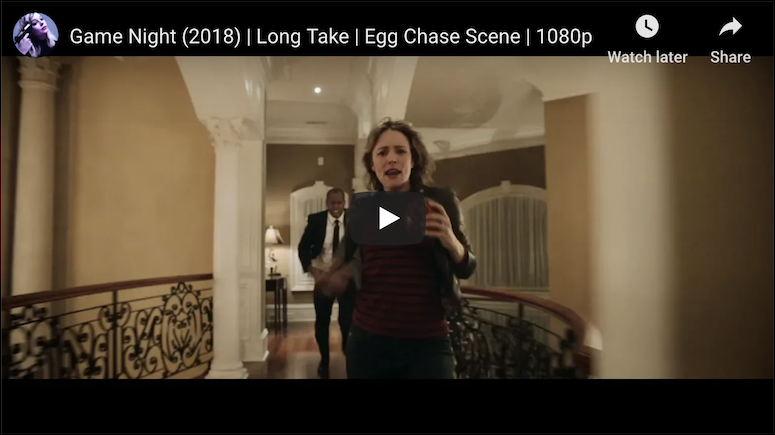 Game Night (2018) | Long Take | Egg Chase Scene | 1080p
Watch later
Share